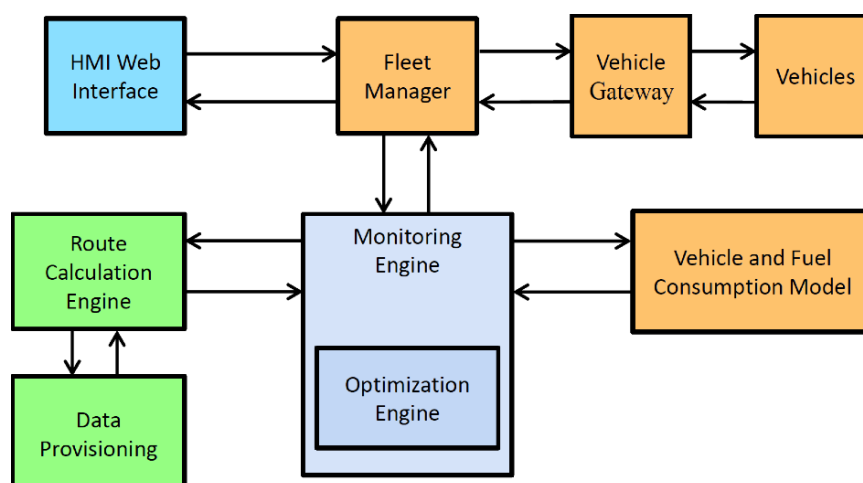 HMI Web
Interface
Fleet
Manager
Vehicle
Gateway
Vehicles
Route
Calculation
Engine
Monitoring
Engine
Vehicle and Fuel
Consumption Model
Optimization
Engine
Data
Provisioning